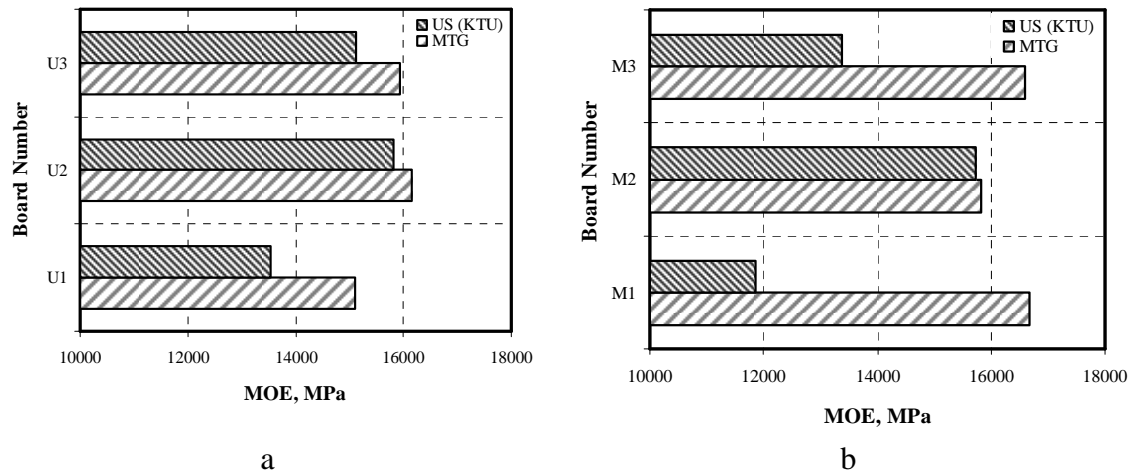 US (KTU)
MTG
U3
U2
U1
Board Number
10000 12000 14000 16000 18000
MOE, MPa
a
US (KTU)
MTG
M3
M2
M1
Board Number
10000 12000 14000 16000 18000
MOE, MPa
b